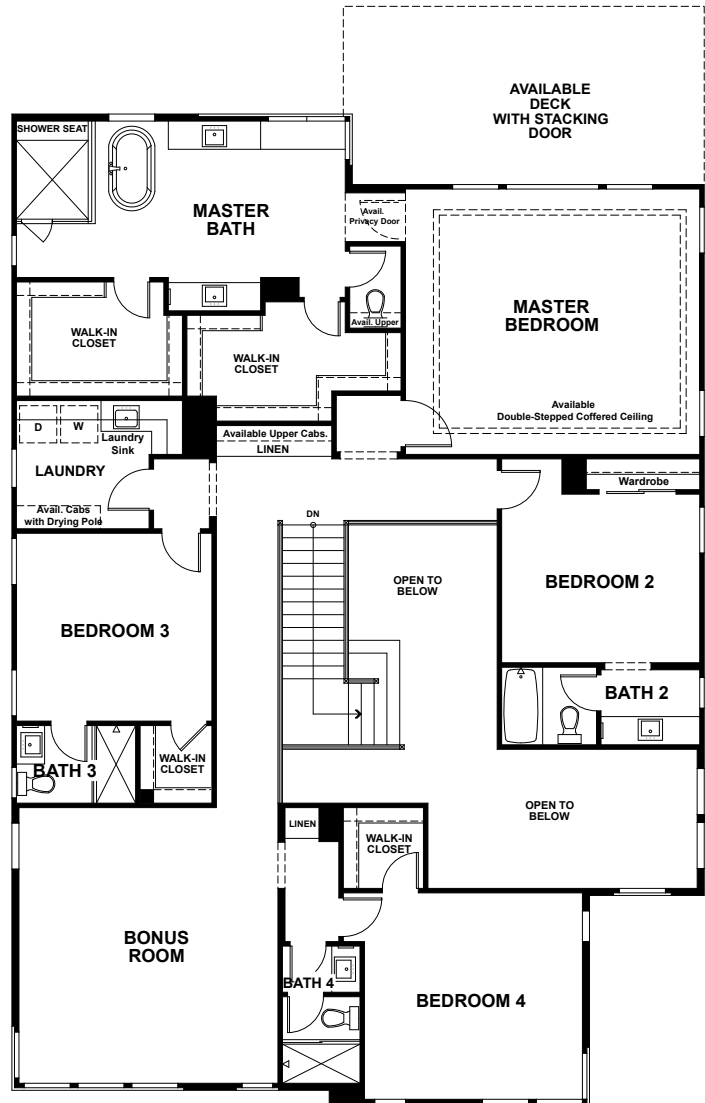 AVAILABLE
DECK
WITH STACKING
DOOR
SHOWER SEAT
MASTER
BATH
Avail.
Privacy Door
Avail. Upper
MASTER
BEDROOM
WALK-IN
CLOSET
WALK-IN
CLOSET
Available
Double-Stepped Coffered Ceiling
D
W
Laundry
Sink
LAUNDRY
Avail. Cabs
with Drying Pole
Available Upper Cabs.
LINEN
Wardrobe
DN
OPEN TO
BELOW
BEDROOM 2
BEDROOM 3
BATH 2
BATH 3
WALK-IN
CLOSET
OPEN TO
BELOW
LINEN
WALK-IN
CLOSET
BONUS
ROOM
BATH 4
BEDROOM 4